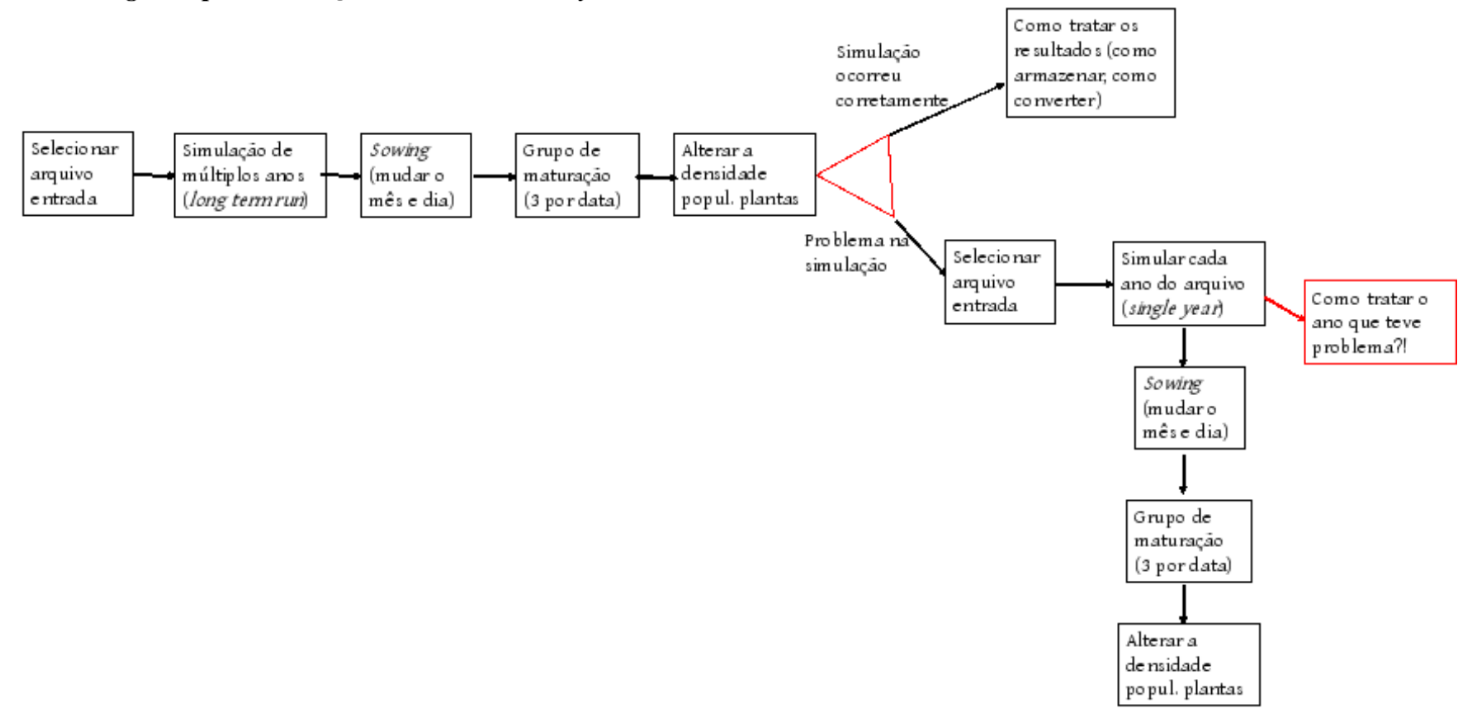 Selecionar
arquivo
entrada
Simulação de
múltiplos anos
(long term run)
Sowing
(mudar o
mês e dia)
Grupo de
maturação
(3 por data)
Alterar a
densidade
popul. plantas
Simulação
ocorreu
corretamente
Como tratar os
resultados (como
armazenar, como
converter)
Problema na
simulação
Selecionar
arquivo
entrada
Simular cada
ano do arquivo
(single year)
Como tratar o
ano que teve
problema?!
Sowing
(mudar o
mês e dia)
Grupo de
maturação
(3 por data)
Alterar a
densidade
popul. plantas